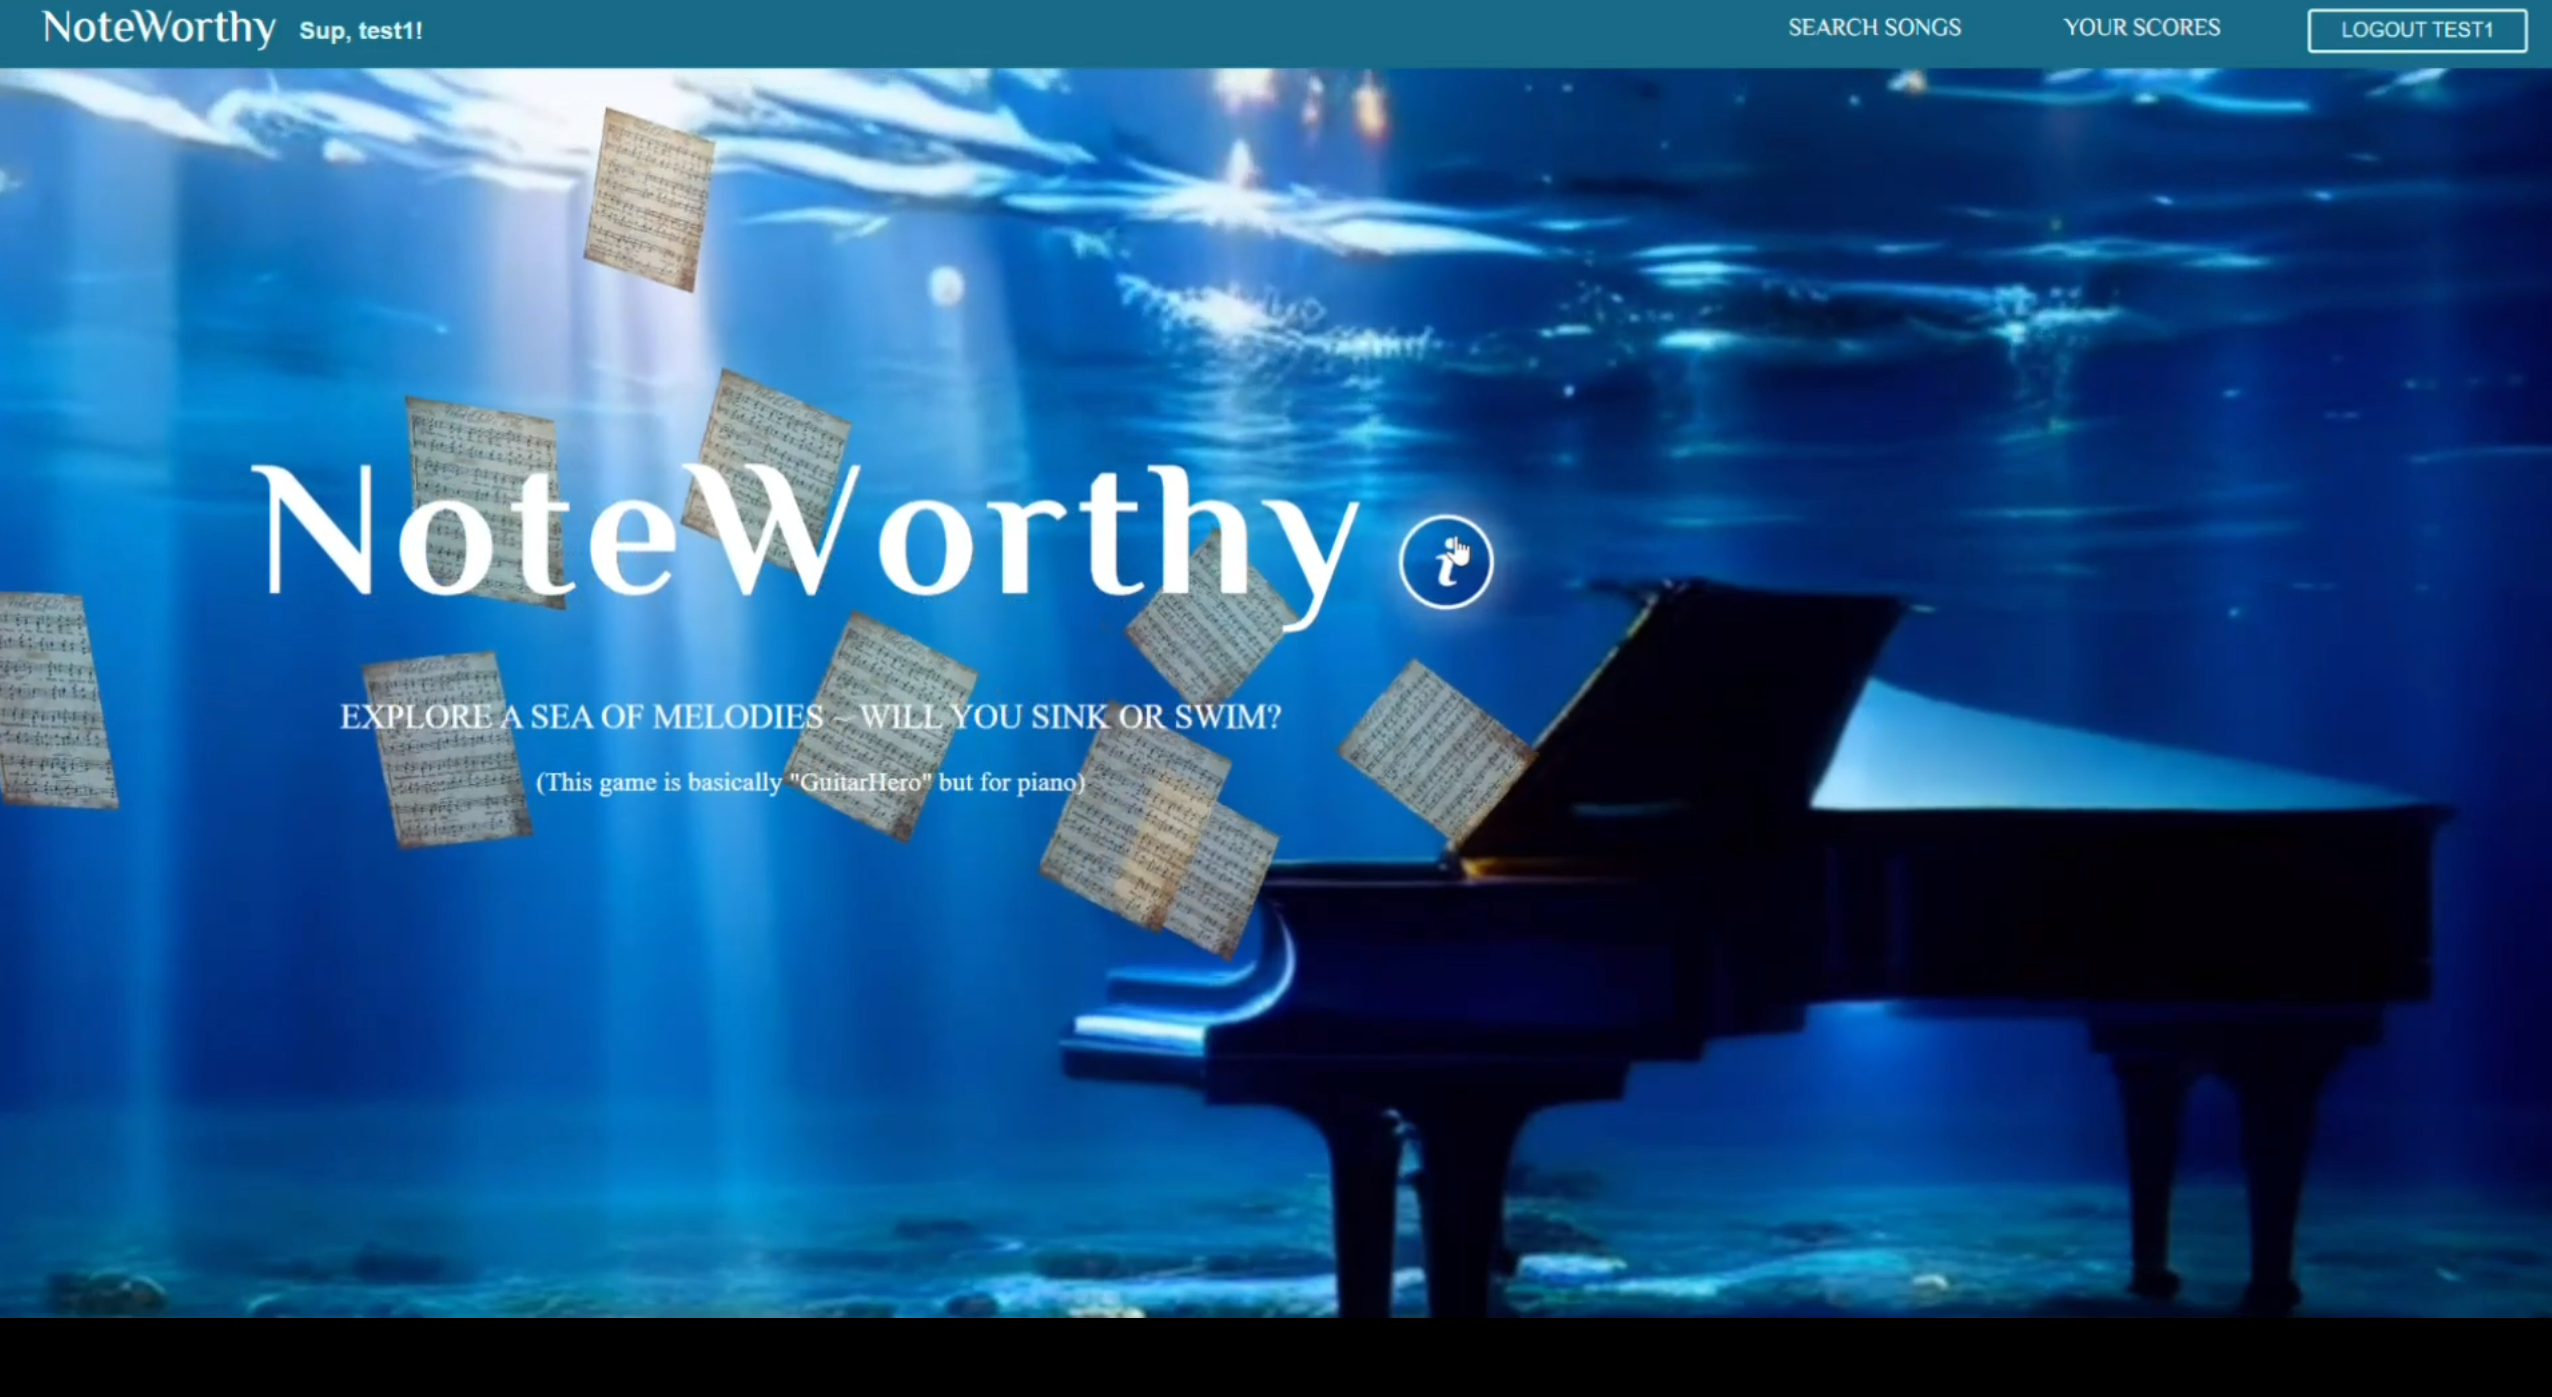 NoteWorthy Sup, test1! SEARCH SONGS YOUR SCORES LOGOUT TEST1
NoteWorthy i
EXPLORE A SEA OF MELODIES ~ WILL YOU SINK OR SWIM?
(This game is basically "GuitarHero" but for piano)